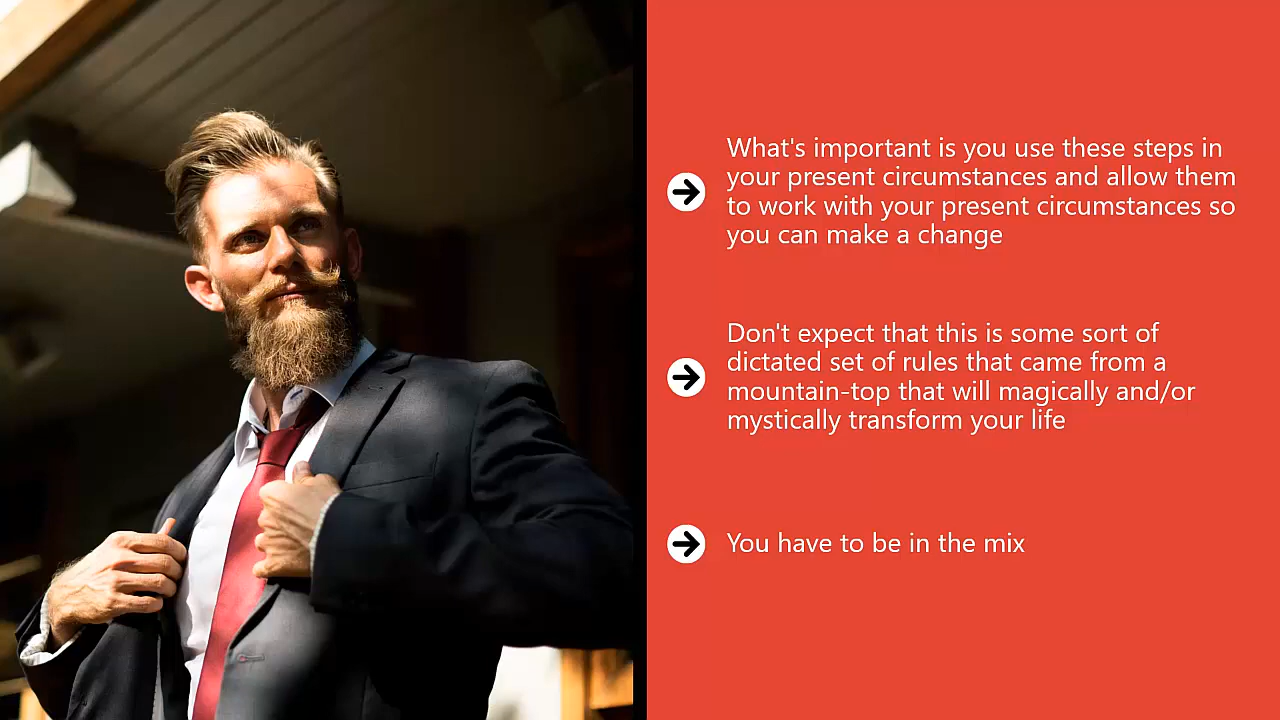 What's important is you use these steps in
your present circumstances and allow them
to work with your present circumstances so
you can make a change
Don't expect that this is some sort of
dictated set of rules that came from a
mountain-top that will magically and/or
mystically transform your life
You have to be in the mix